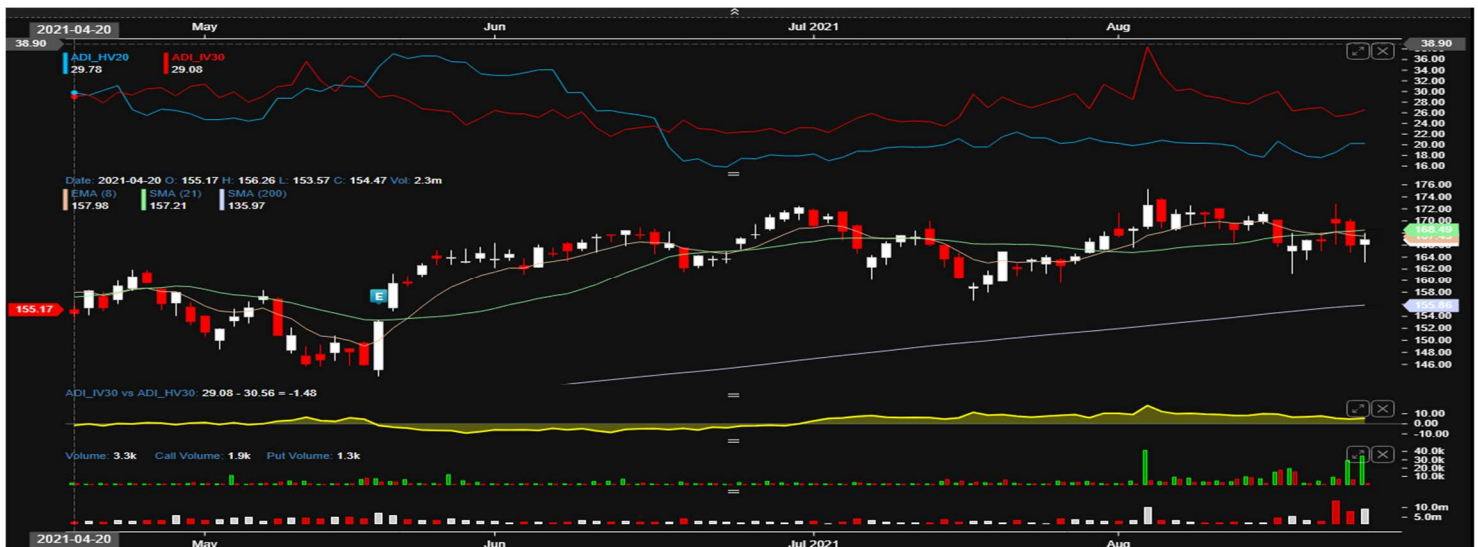 May Jun Jul 2021 Aug
2021-04-20
38.90 38.90
ADI_HV20 ADI_IV30
29.78 29.08
36.00
34.00
32.00
30.00
28.00
26.00
24.00
22.00
20.00
18.00
16.00
Date: 2021-04-20 O: 155.17 H: 156.26 L: 153.57 C: 154.47 Vol: 2.3m
EMA (8) SMA (21) SMA (200)
157.98 157.21 135.97
176.00
174.00
172.00
170.00
168.49
164.00
162.00
160.00
158.00
E
155.17 155.86
154.00
152.00
150.00
148.00
146.00
ADI_IV30 vs ADI_HV30: 29.08 - 30.56 = -1.48
10.00
0.00
-10.00
Volume: 3.3k Call Volume: 1.9k Put Volume: 1.3k
40.0k
30.0k
20.0k
10.0k
10.0m
5.0m
2021-04-20
May Jun Jul 2021 Aug